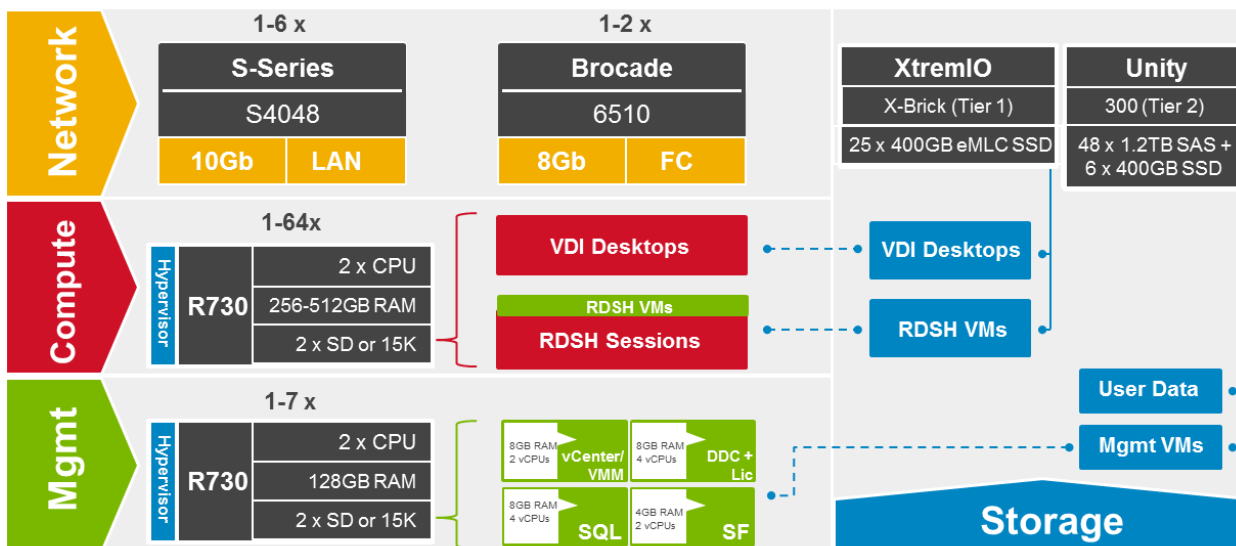 Network
1-6 x
S-Series
S4048
10Gb LAN
1-2 x
Brocade
6510
8Gb FC
XtremIO
X-Brick (Tier 1)
25 x 400GB eMLC SSD
Unity
300 (Tier 2)
48 x 1.2TB SAS +
6 x 400GB SSD
Compute
1-64x
Hypervisor
R730
2 x CPU
256-512GB RAM
2 x SD or 15K
VDI Desktops
RDSH VMs
RDSH Sessions
VDI Desktops
RDSH VMs
Mgmt
1-7 x
Hypervisor
R730
2 x CPU
128GB RAM
2 x SD or 15K
8GB RAM
2 vCPUs
vCenter/
VMM
8GB RAM
4 vCPUs
DDC +
Lic
8GB RAM
4 vCPUs
SQL
4GB RAM
2 vCPUs
SF
User Data
Mgmt VMs
Storage